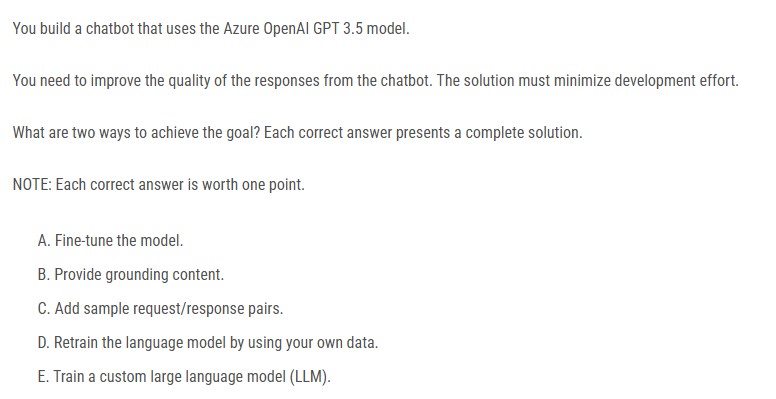 You build a chatbot that uses the Azure OpenAI GPT 3.5 model.
You need to improve the quality of the responses from the chatbot. The solution must minimize development effort.
What are two ways to achieve the goal? Each correct answer presents a complete solution.
NOTE: Each correct answer is worth one point.
A. Fine-tune the model.
B. Provide grounding content.
C. Add sample request/response pairs.
D. Retrain the language model by using your own data.
E. Train a custom large language model (LLM).